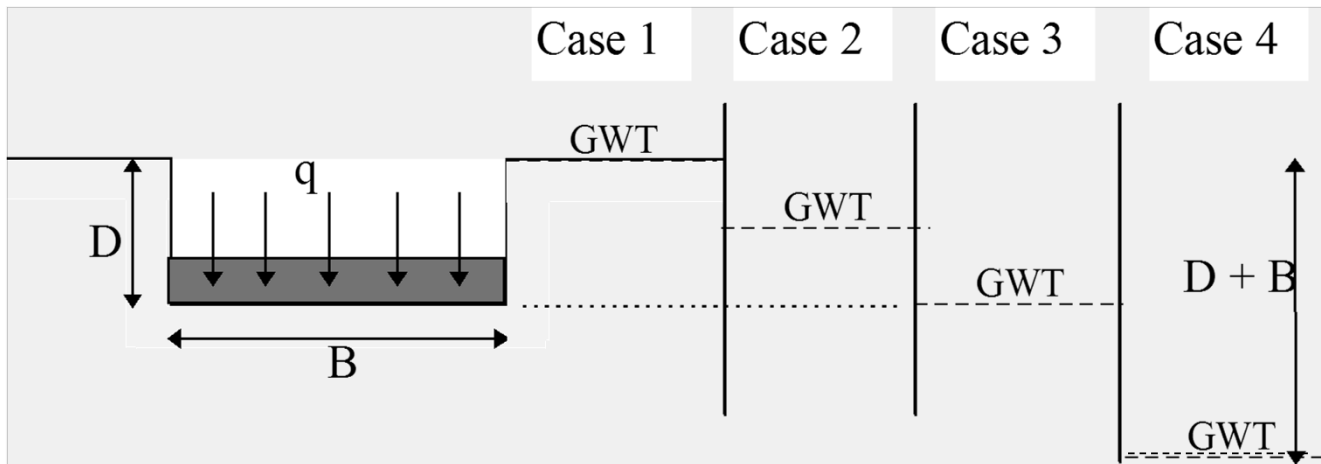 Case 1
Case 2
Case 3
Case 4
GWT
q
GWT
D
GWT
D + B
B
GWT